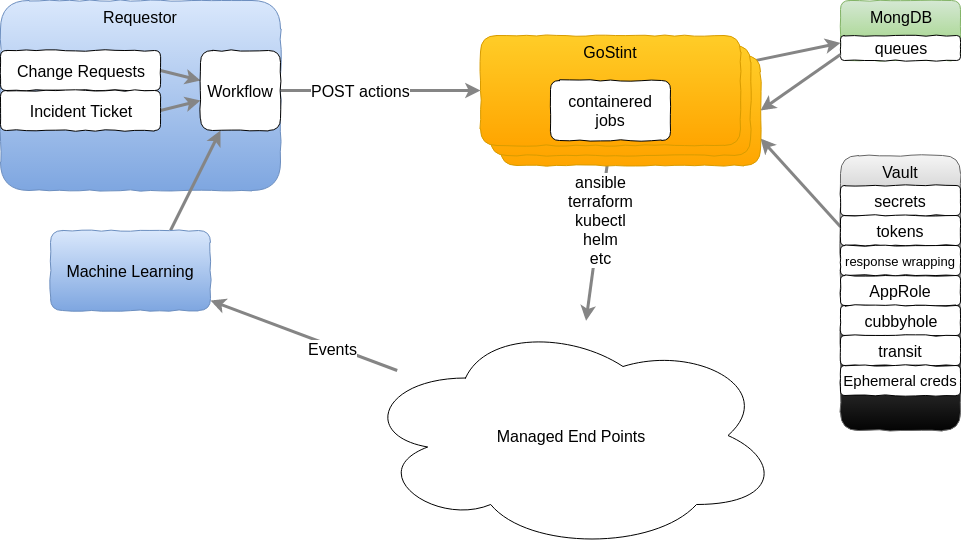 Requestor
Change Requests
Incident Ticket
Workflow
POST actions
GoStint
containered
jobs
MongDB
queues
Vault
secrets
tokens
response wrapping
AppRole
cubbyhole
transit
Ephemeral creds
ansible
terraform
kubectl
helm
etc
Machine Learning
Events
Managed End Points